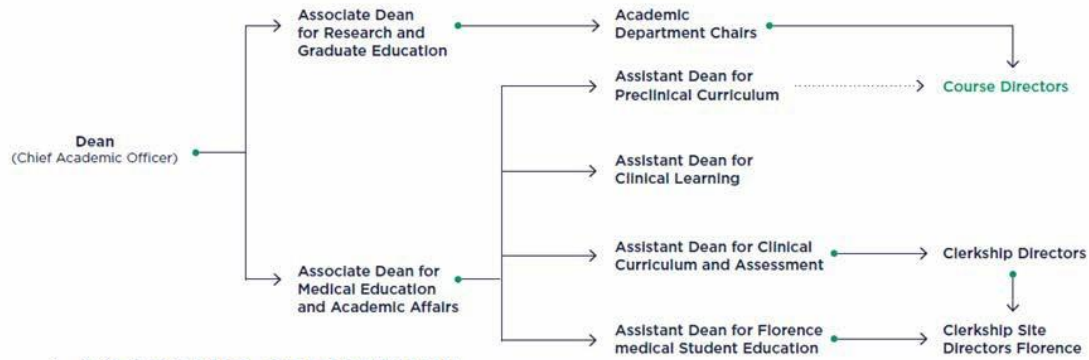 Dean
(Chief Academic Officer)
Associate Dean
for Research and
Graduate Education
Associate Dean for
Medical Education
and Academic Affairs
Academic
Department Chairs
Assistant Dean for
Preclinical Curriculum
Assistant Dean for
Clinical Learning
Assistant Dean for Clinical
Curriculum and Assessment
Assistant Dean for Florence
medical Student Education
Course Directors
Clerkship Directors
Clerkship Site
Directors Florence